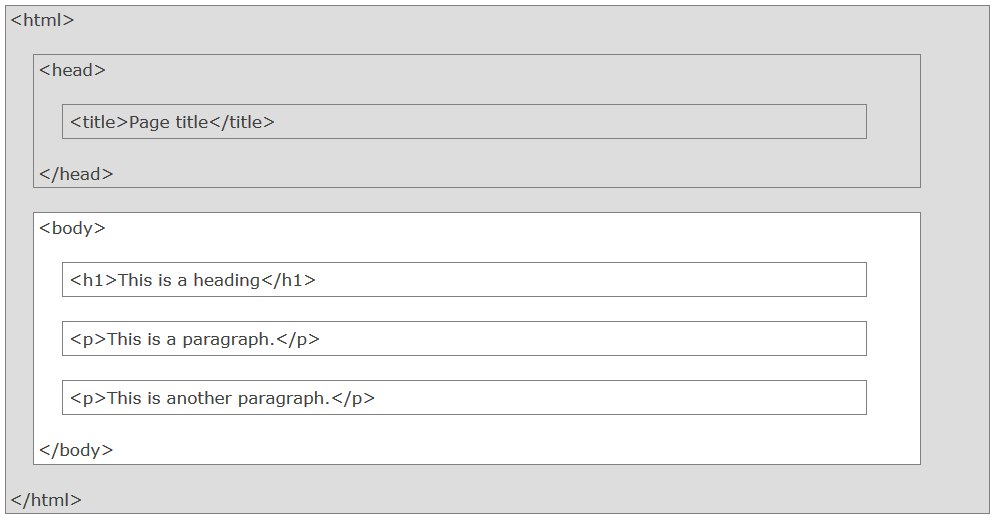 <html>
<head>
<title>Page title</title>
</head>
<body>
<h1>This is a heading</h1>
<p>This is a paragraph.</p>
<p>This is another paragraph.</p>
</body>
</html>